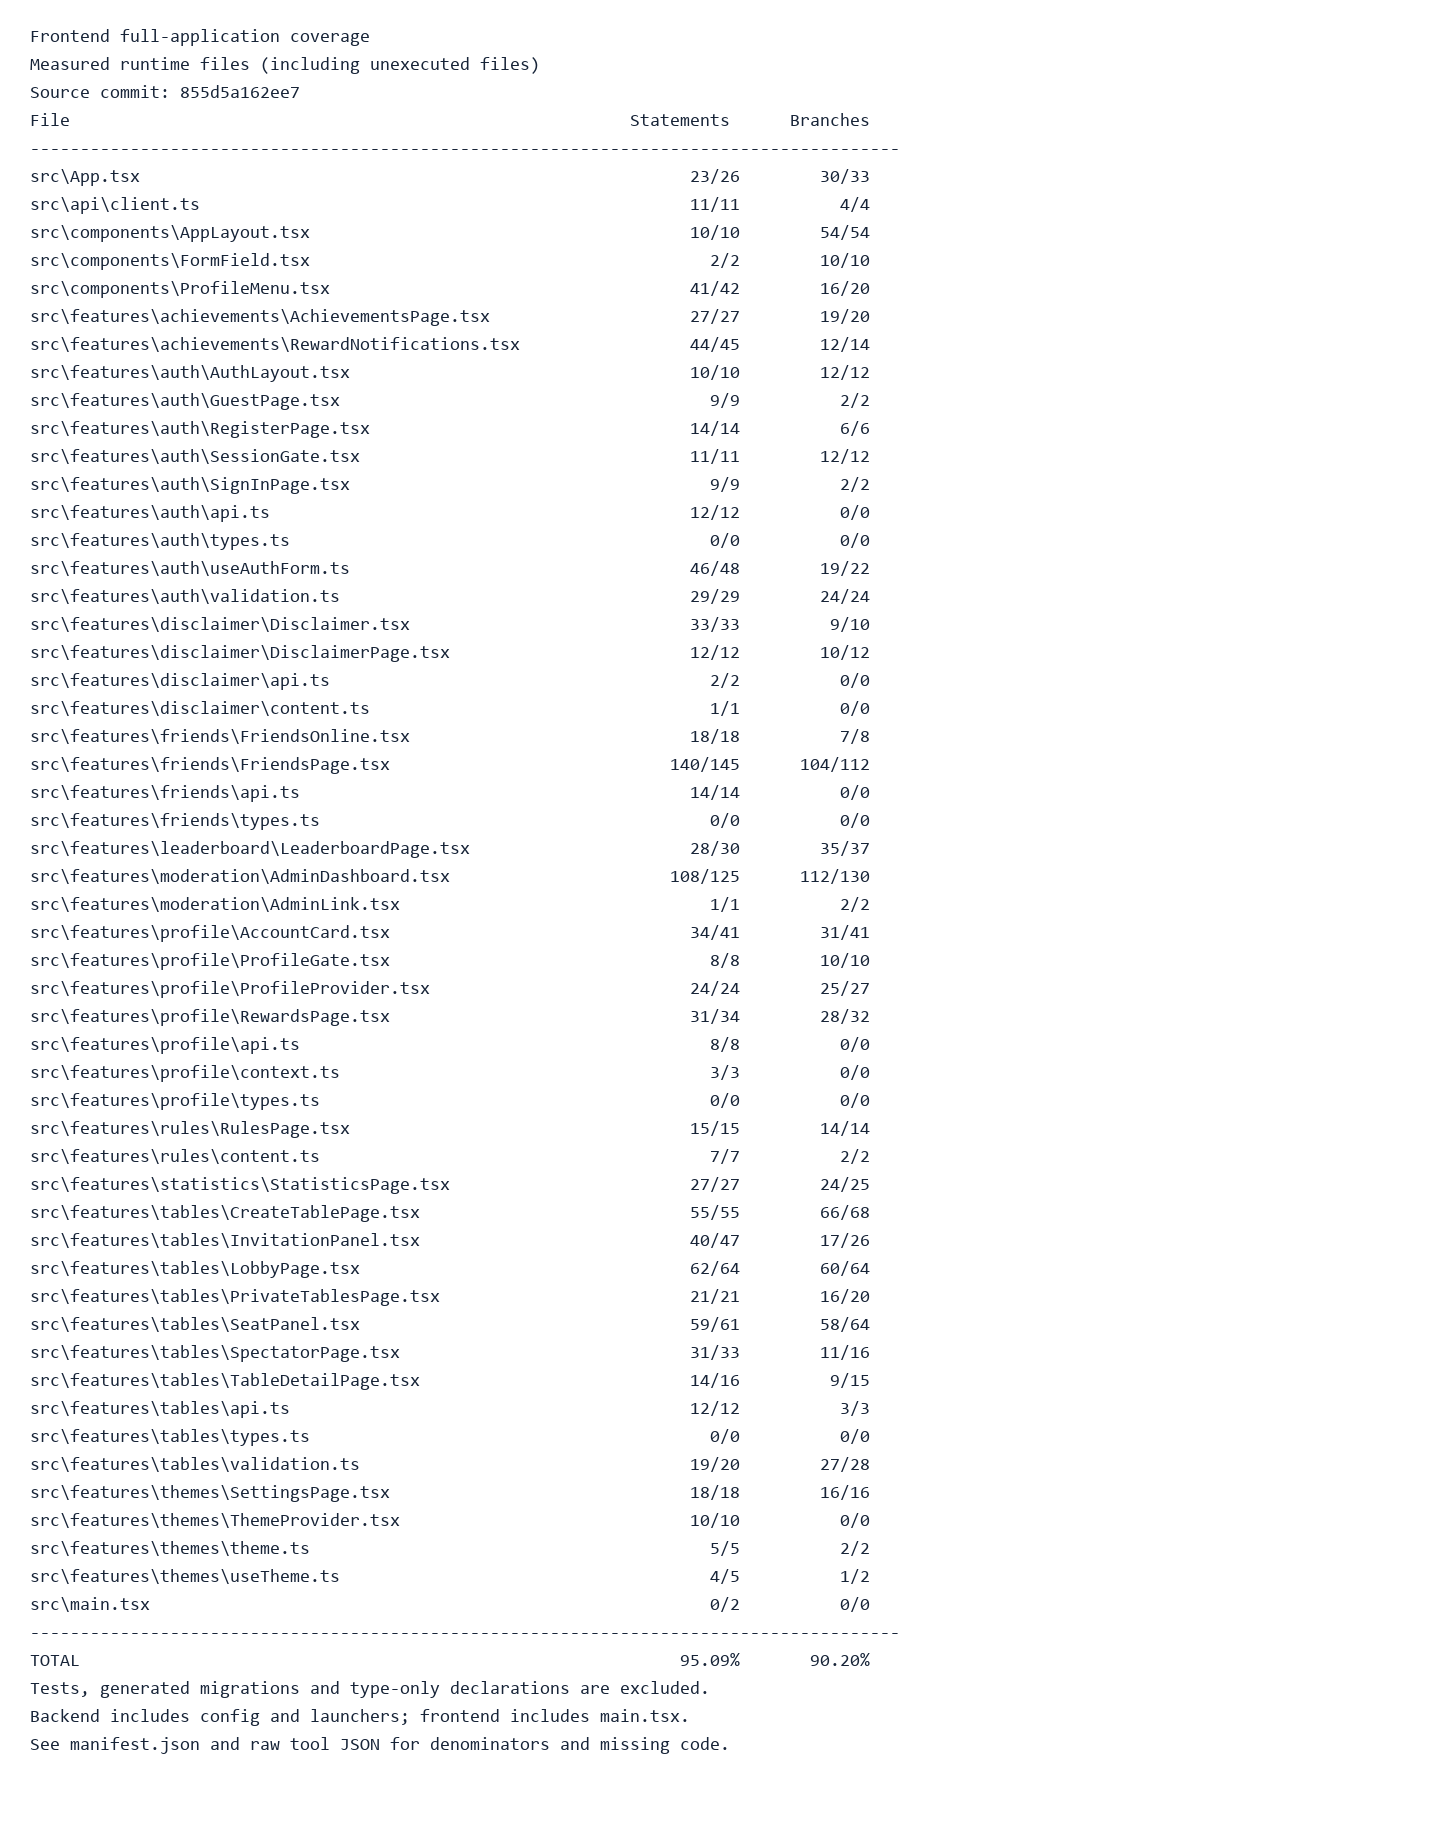 Frontend full-application coverage
Measured runtime files (including unexecuted files)
Source commit: 855d5a162ee7
File Statements Branches
---------------------------------------------------------------------------------------
src\App.tsx 23/26 30/33
src\api\client.ts 11/11 4/4
src\components\AppLayout.tsx 10/10 54/54
src\components\FormField.tsx 2/2 10/10
src\components\ProfileMenu.tsx 41/42 16/20
src\features\achievements\AchievementsPage.tsx 27/27 19/20
src\features\achievements\RewardNotifications.tsx 44/45 12/14
src\features\auth\AuthLayout.tsx 10/10 12/12
src\features\auth\GuestPage.tsx 9/9 2/2
src\features\auth\RegisterPage.tsx 14/14 6/6
src\features\auth\SessionGate.tsx 11/11 12/12
src\features\auth\SignInPage.tsx 9/9 2/2
src\features\auth\api.ts 12/12 0/0
src\features\auth\types.ts 0/0 0/0
src\features\auth\useAuthForm.ts 46/48 19/22
src\features\auth\validation.ts 29/29 24/24
src\features\disclaimer\Disclaimer.tsx 33/33 9/10
src\features\disclaimer\DisclaimerPage.tsx 12/12 10/12
src\features\disclaimer\api.ts 2/2 0/0
src\features\disclaimer\content.ts 1/1 0/0
src\features\friends\FriendsOnline.tsx 18/18 7/8
src\features\friends\FriendsPage.tsx 140/145 104/112
src\features\friends\api.ts 14/14 0/0
src\features\friends\types.ts 0/0 0/0
src\features\leaderboard\LeaderboardPage.tsx 28/30 35/37
src\features\moderation\AdminDashboard.tsx 108/125 112/130
src\features\moderation\AdminLink.tsx 1/1 2/2
src\features\profile\AccountCard.tsx 34/41 31/41
src\features\profile\ProfileGate.tsx 8/8 10/10
src\features\profile\ProfileProvider.tsx 24/24 25/27
src\features\profile\RewardsPage.tsx 31/34 28/32
src\features\profile\api.ts 8/8 0/0
src\features\profile\context.ts 3/3 0/0
src\features\profile\types.ts 0/0 0/0
src\features\rules\RulesPage.tsx 15/15 14/14
src\features\rules\content.ts 7/7 2/2
src\features\statistics\StatisticsPage.tsx 27/27 24/25
src\features\tables\CreateTablePage.tsx 55/55 66/68
src\features\tables\InvitationPanel.tsx 40/47 17/26
src\features\tables\LobbyPage.tsx 62/64 60/64
src\features\tables\PrivateTablesPage.tsx 21/21 16/20
src\features\tables\SeatPanel.tsx 59/61 58/64
src\features\tables\SpectatorPage.tsx 31/33 11/16
src\features\tables\TableDetailPage.tsx 14/16 9/15
src\features\tables\api.ts 12/12 3/3
src\features\tables\types.ts 0/0 0/0
src\features\tables\validation.ts 19/20 27/28
src\features\themes\SettingsPage.tsx 18/18 16/16
src\features\themes\ThemeProvider.tsx 10/10 0/0
src\features\themes\theme.ts 5/5 2/2
src\features\themes\useTheme.ts 4/5 1/2
src\main.tsx 0/2 0/0
---------------------------------------------------------------------------------------
TOTAL 95.09% 90.20%
Tests, generated migrations and type-only declarations are excluded.
Backend includes config and launchers; frontend includes main.tsx.
See manifest.json and raw tool JSON for denominators and missing code.